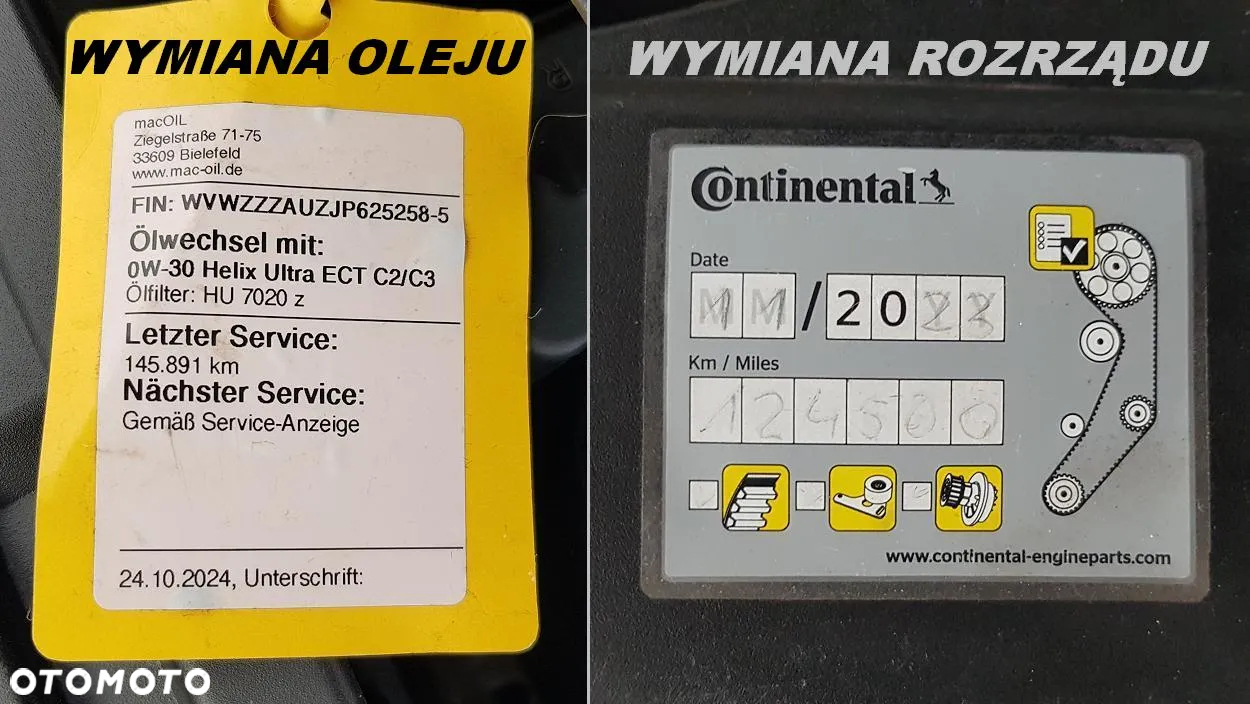 WYMIANA OLEJU
macOIL
Ziegelstraße 71-75
33609 Bielefeld
www.mac-oil.de
FIN: WVWZZZAUZJP625258-5
Ölwechsel mit:
0W-30 Helix Ultra ECT C2/C3
Ölfilter: HU 7020 z
Letzter Service:
145.891 km
Nächster Service:
Gemäß Service-Anzeige
24.10.2024, Unterschrift:
OTOMOTO
WYMIANA ROZRZĄDU
Continental
Date
/20
Km / Miles
124500
www.continental-engineparts.com